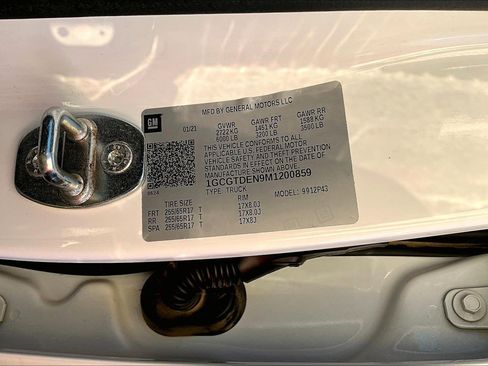 MFD BY GENERAL MOTORS LLC
GM
01/21 GVWR GAWR FRT GAWR RR
2722 KG 1451 KG 1588 KG
6000 LB 3200 LB 3500 LB
THIS VEHICLE CONFORMS TO ALL
APPLICABLE U.S. FEDERAL MOTOR
VEHICLE SAFETY AND THEFT PREVENTION
STANDARDS IN EFFECT ON THE DATE OF
MANUFACTURE SHOWN ABOVE.
1GCGTDEN9M1200859
TYPE: TRUCK MODEL: 9912P43
TIRE SIZE RIM
FRT 255/65R17 T 17X8.0J
RR 255/65R17 T 17X8.0J
SPA 255/65R17 T 17X8J